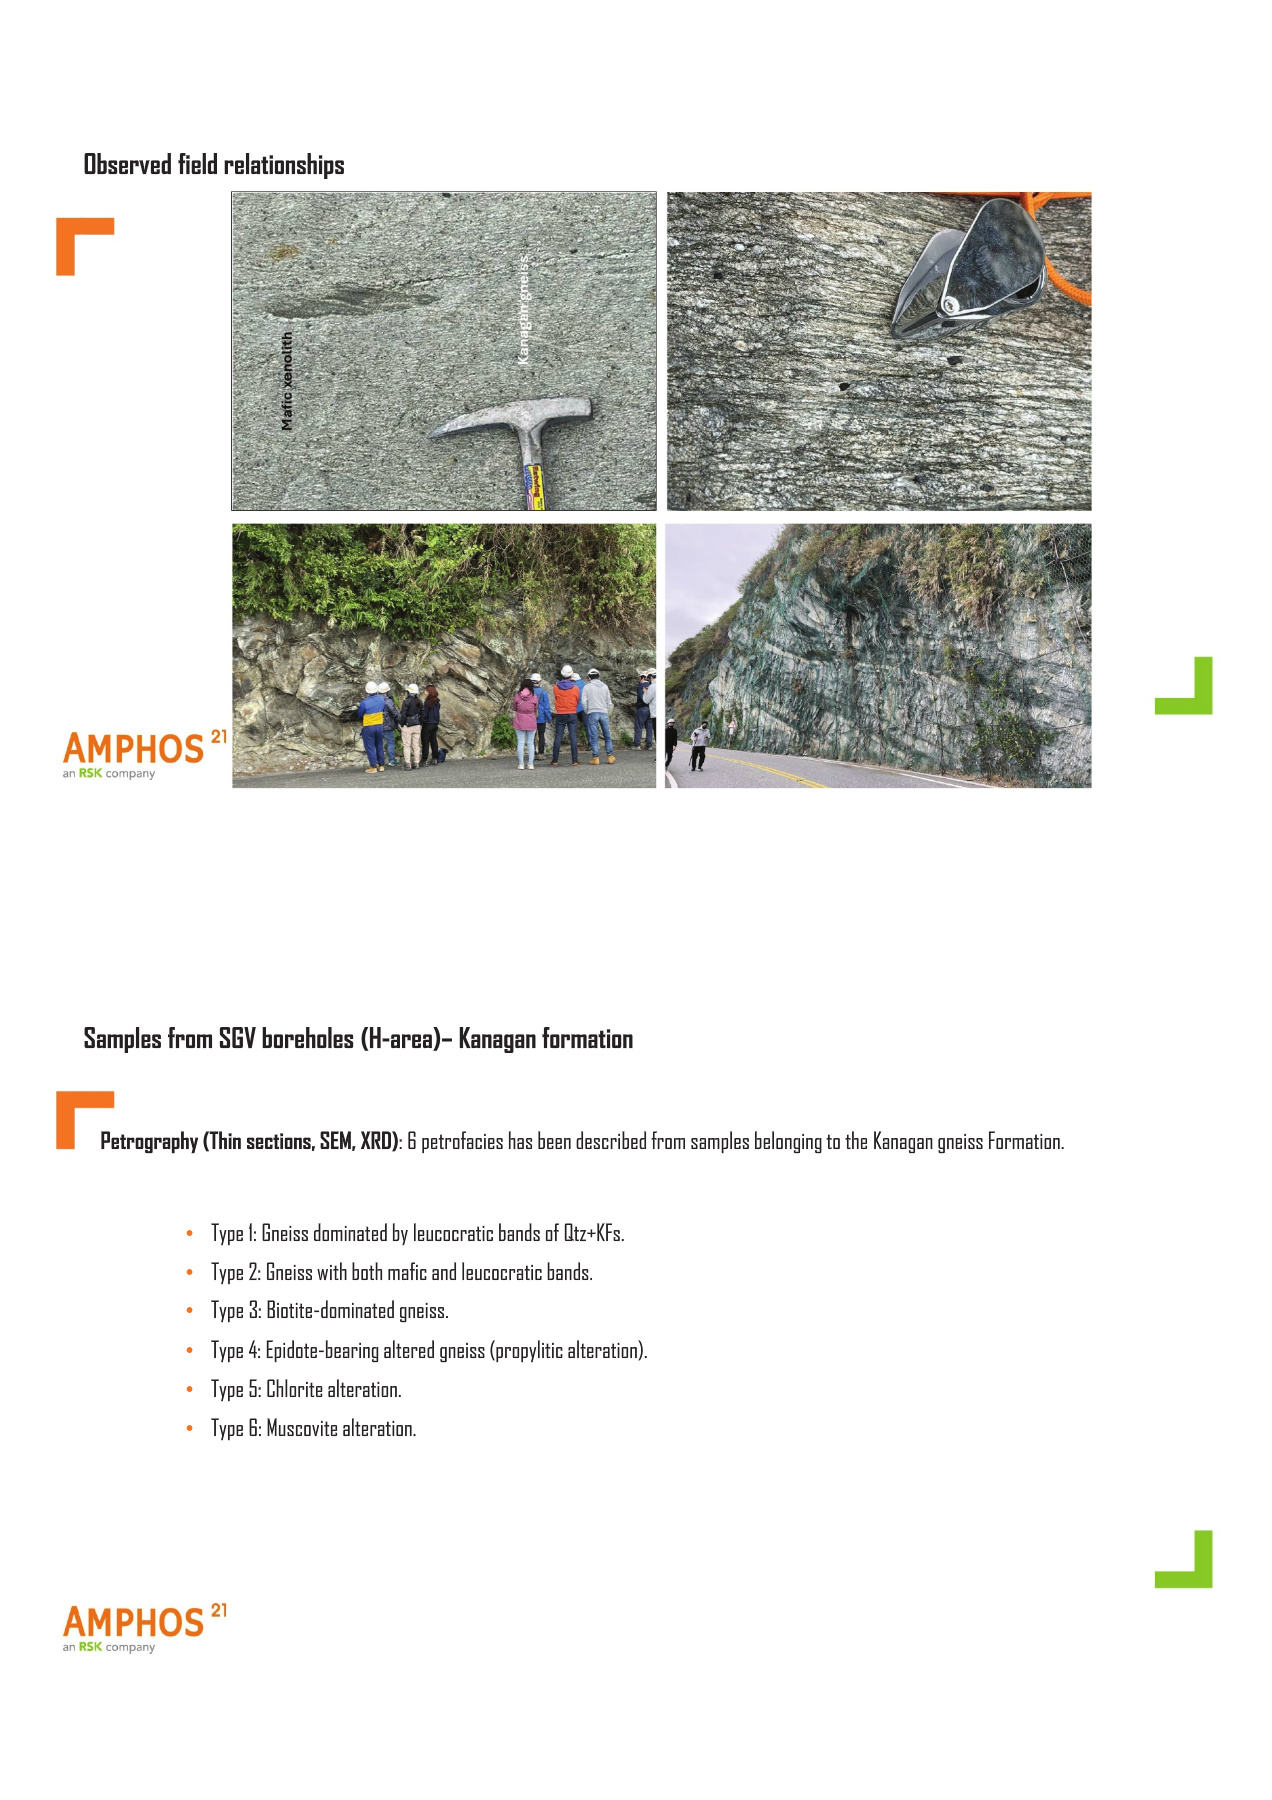 Observed field relationships
Mafic xenolith
Kanagan gneiss
Estwing
AMPHOS 21
an RSK company
Samples from SGV boreholes (H-area)– Kanagan formation
Petrography (Thin sections, SEM, XRD): 6 petrofacies has been described from samples belonging to the Kanagan gneiss Formation.
• Type 1: Gneiss dominated by leucocratic bands of Qtz+KFs.
• Type 2: Gneiss with both mafic and leucocratic bands.
• Type 3: Biotite-dominated gneiss.
• Type 4: Epidote-bearing altered gneiss (propylitic alteration).
• Type 5: Chlorite alteration.
• Type 6: Muscovite alteration.
AMPHOS 21
an RSK company